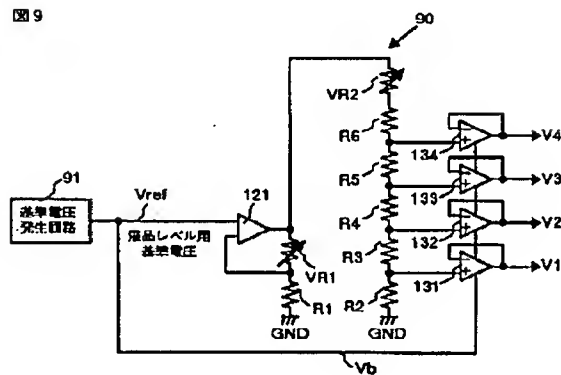 図9
90
VR2
R6
134
V4
91
R5
133
V3
Vref
121
基準電圧
発生回路
液晶レベル用
基準電圧
R4
132
V2
VR1
R3
131
V1
R1
R2
GND
GND
Vb